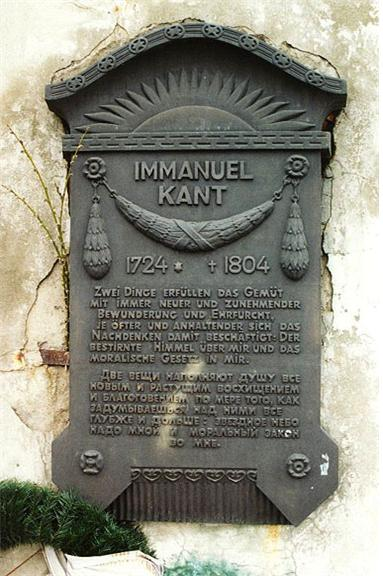 IMMANUEL
KANT
1724 * † 1804
ZWEI DINGE ERFÜLLEN DAS GEMÜT
MIT IMMER NEUER UND ZUNEHMENDER
BEWUNDERUNG UND EHRFURCHT,
JE ÖFTER UND ANHALTENDER SICH DAS
NACHDENKEN DAMIT BESCHÄFTIGT: DER
BESTIRNTE HIMMEL ÜBER MIR UND DAS
MORALISCHE GESETZ IN MIR.
ДВЕ ВЕЩИ НАПОЛНЯЮТ ДУШУ ВСЕ
НОВЫМ И РАСТУЩИМ ВОСХИЩЕНИЕМ
И БЛАГОГОВЕНИЕМ ПО МЕРЕ ТОГО, КАК
ЗАДУМЫВАЕШЬСЯ НАД НИМИ ВСЕ
ГЛУБЖЕ И ДОЛЬШЕ: ЗВЕЗДНОЕ НЕБО
НАДО МНОЙ И МОРАЛЬНЫЙ ЗАКОН
ВО МНЕ.